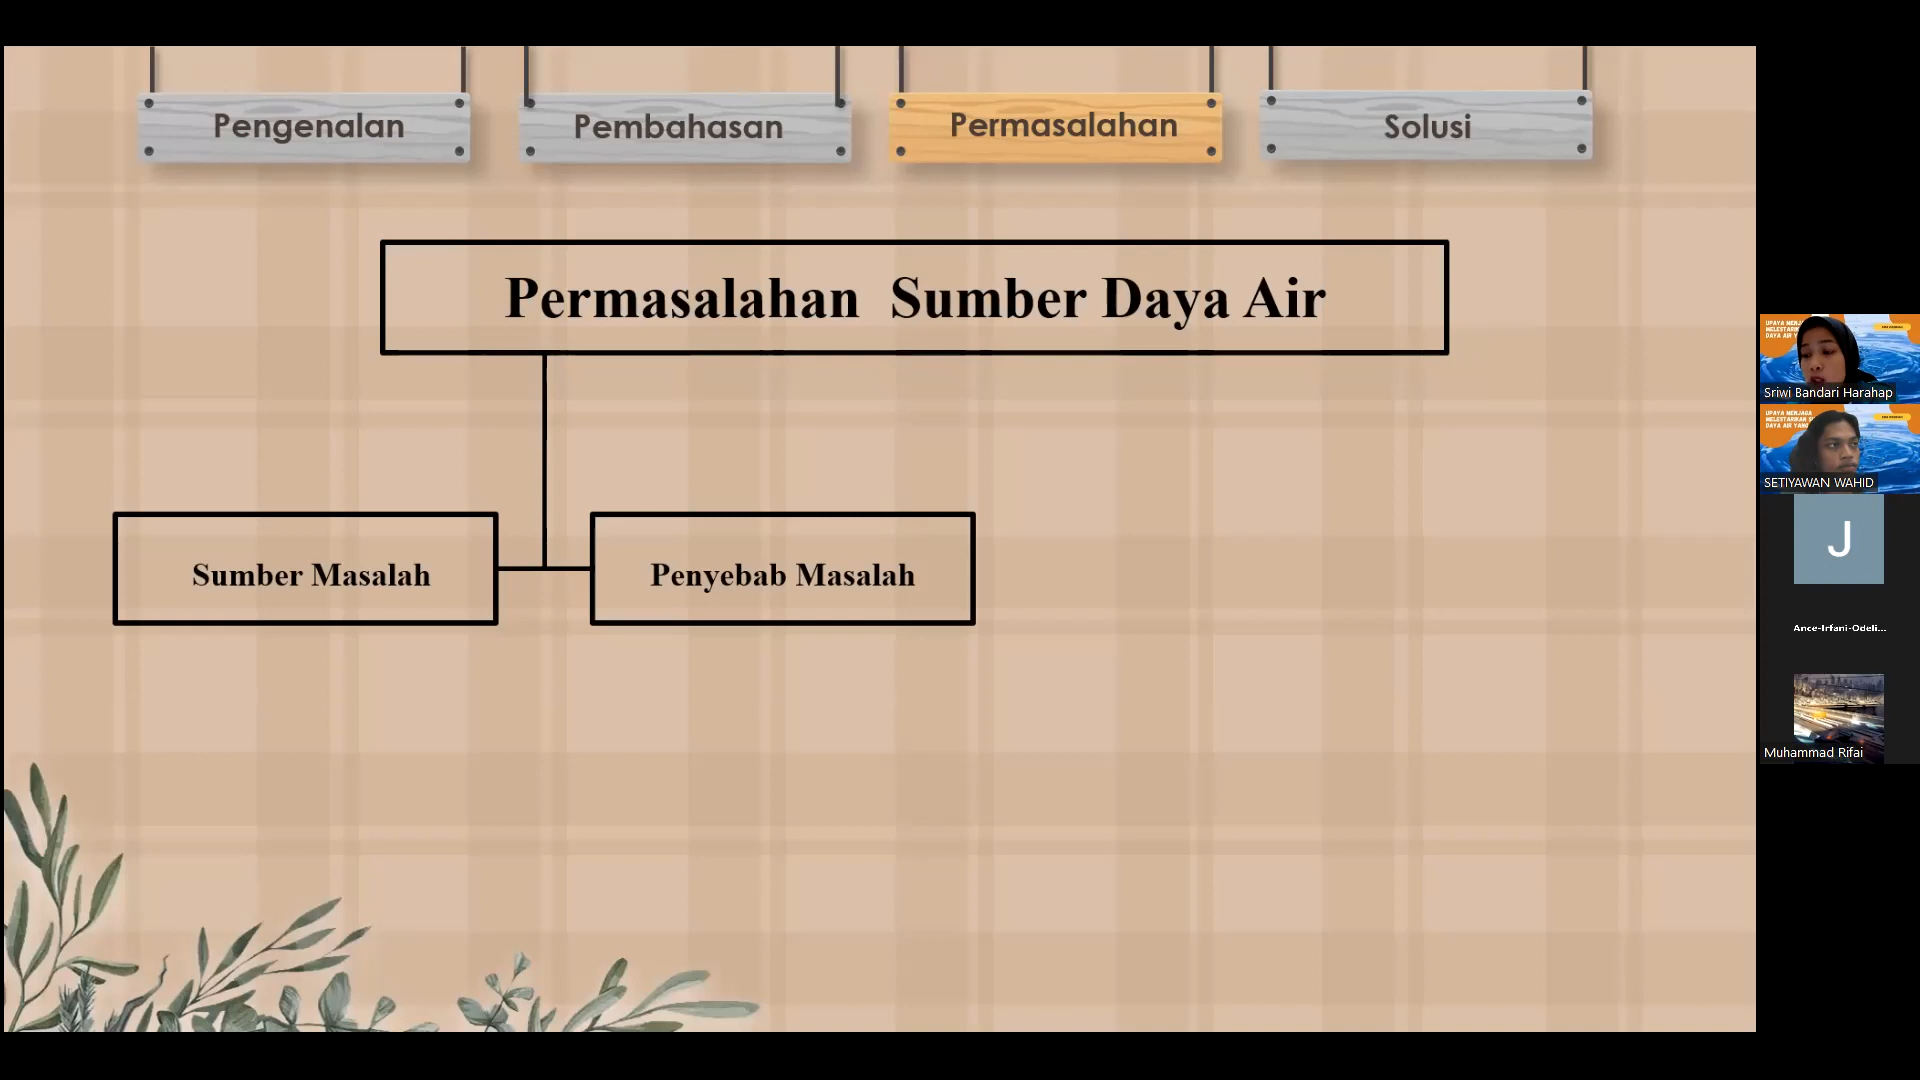 Pengenalan
Pembahasan
Permasalahan
Solusi
Permasalahan Sumber Daya Air
Sumber Masalah
Penyebab Masalah
Sriwi Bandari Harahap
SETIYAWAN WAHID
J
Ance-Irfani-Odeli...
Muhammad Rifai